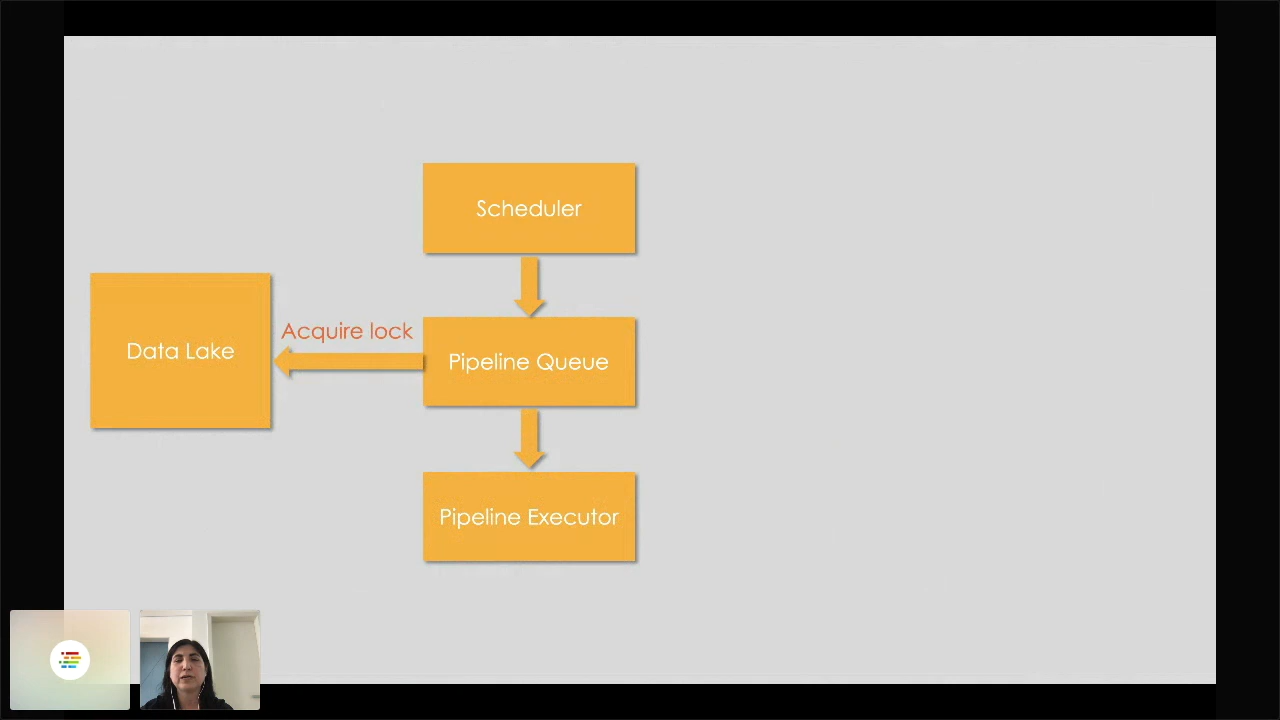 Scheduler
Acquire lock
Data Lake
Pipeline Queue
Pipeline Executor